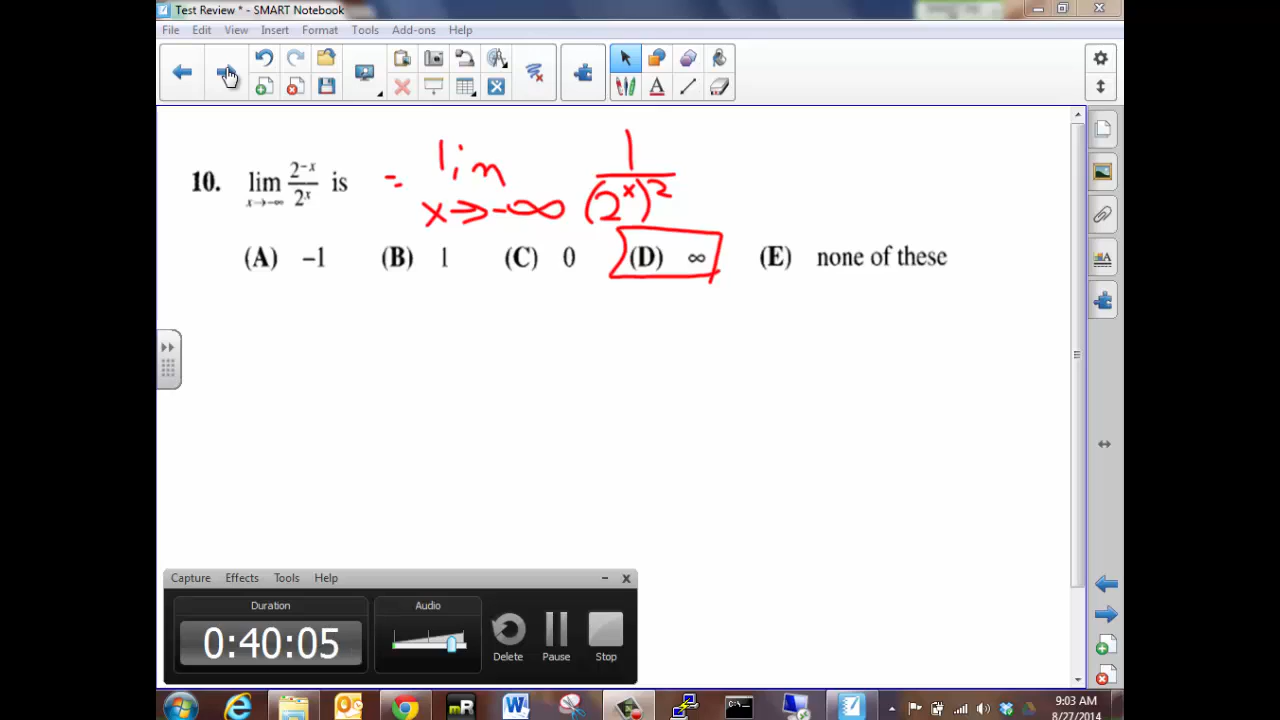 Test Review * - SMART Notebook
File Edit View Insert Format Tools Add-ons Help
10. lim x→-∞ 2^-x / 2^x is = lim x→-∞ 1 / (2^x)^2
(A) -1 (B) 1 (C) 0 (D) ∞ (E) none of these
Capture Effects Tools Help
Duration Audio
0:40:05
Delete Pause Stop
9:03 AM
8/27/2014